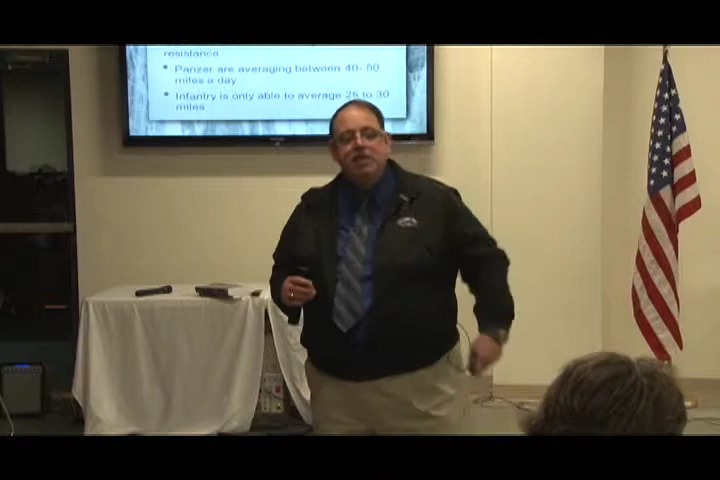 resistance
• Panzer are averaging between 40- 50
miles a day
• Infantry is only able to average 25 to 30
miles